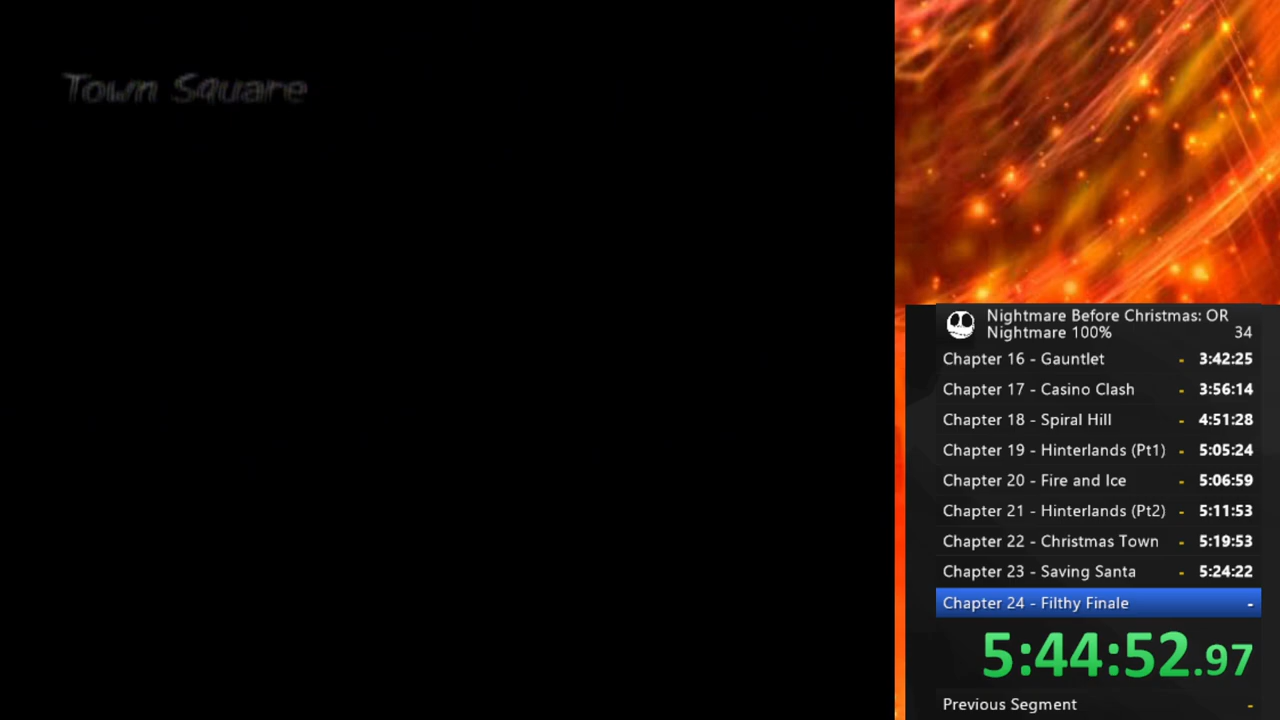 Town Square
Nightmare Before Christmas: OR
Nightmare 100% 34
Chapter 16 - Gauntlet - 3:42:25
Chapter 17 - Casino Clash - 3:56:14
Chapter 18 - Spiral Hill - 4:51:28
Chapter 19 - Hinterlands (Pt1) - 5:05:24
Chapter 20 - Fire and Ice - 5:06:59
Chapter 21 - Hinterlands (Pt2) - 5:11:53
Chapter 22 - Christmas Town - 5:19:53
Chapter 23 - Saving Santa - 5:24:22
Chapter 24 - Filthy Finale -
5:44:52.97
Previous Segment -